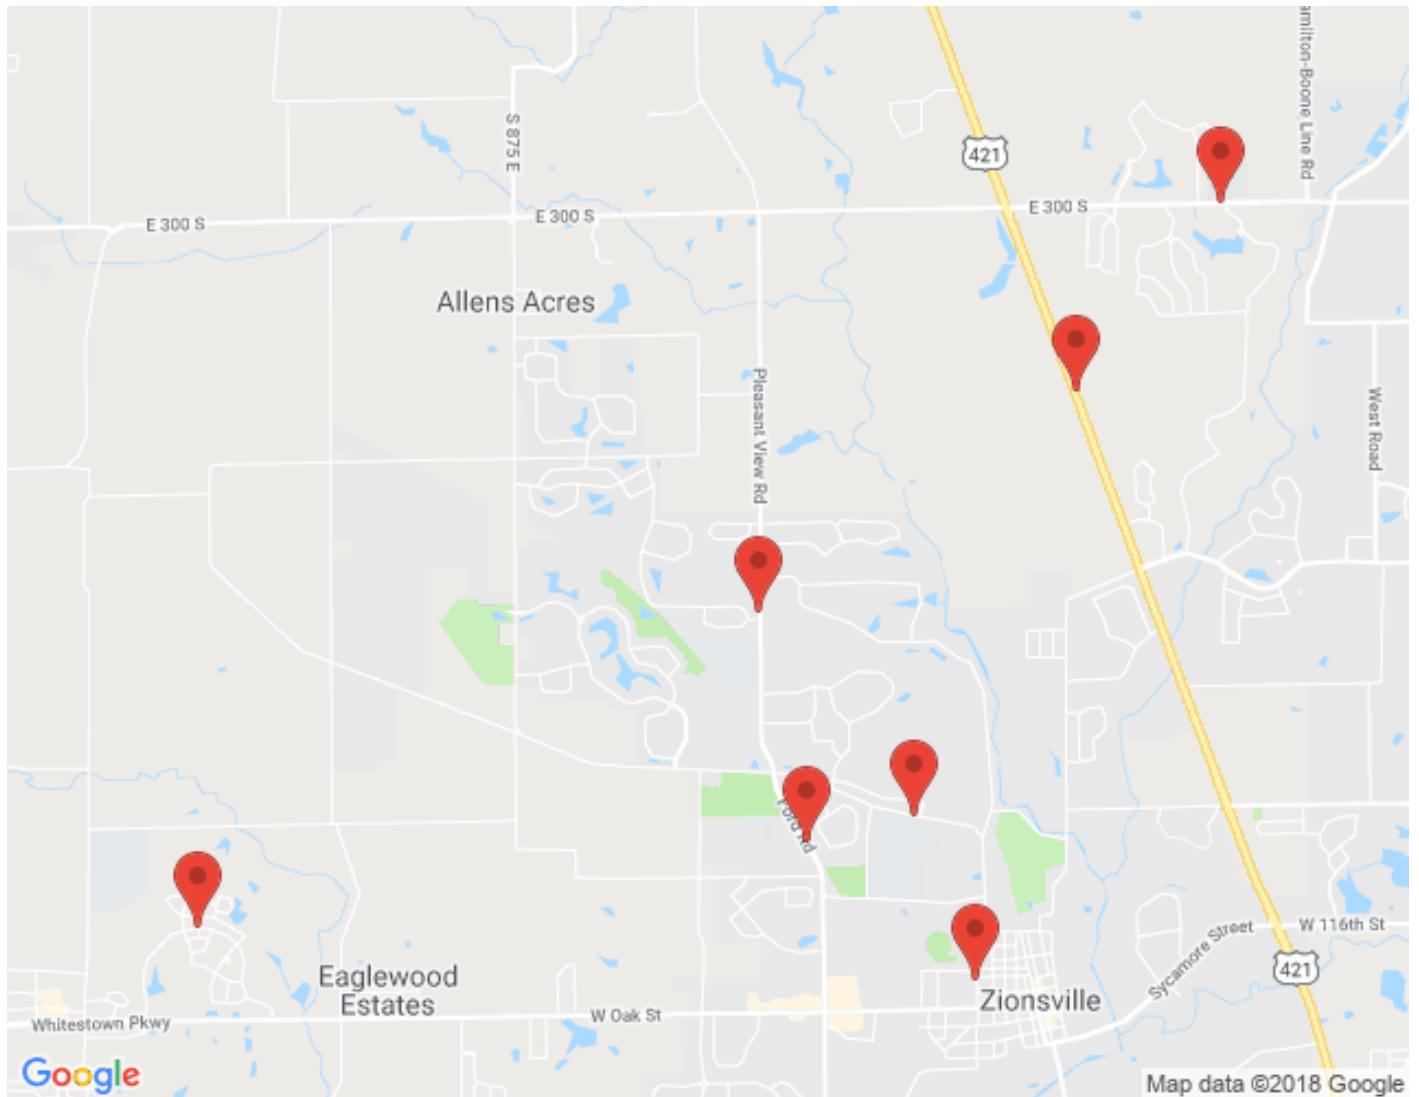 amilton-Boone Line Rd
S 875 E
421
E 300 S
E 300 S
E 300 S
Allens Acres
Pleasant View Rd
West Road
Ford Rd
W 116th St
Sycamore Street
421
Eaglewood
Estates
Zionsville
W Oak St
Whitestown Pkwy
Google
Map data ©2018 Google